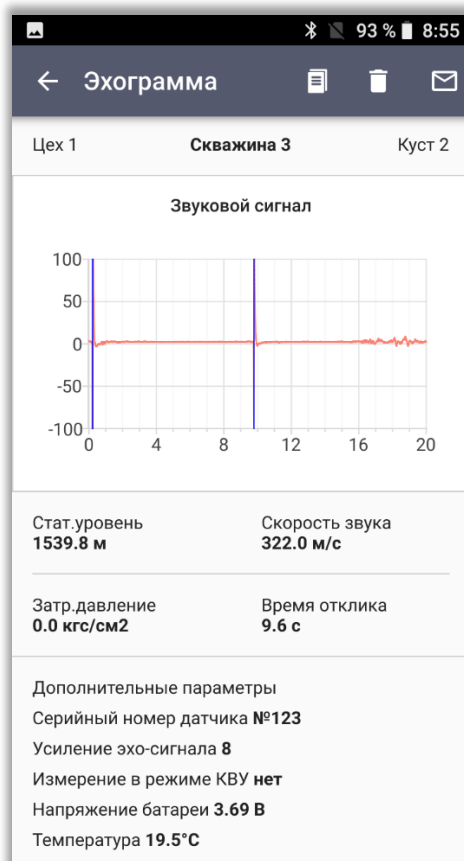 93 % 8:55
Эхограмма
Цех 1 Скважина 3 Куст 2
Звуковой сигнал
100
50
0
-50
-100
0 4 8 12 16 20
Стат.уровень Скорость звука
1539.8 м 322.0 м/с
Затр.давление Время отклика
0.0 кгс/см2 9.6 с
Дополнительные параметры
Серийный номер датчика №123
Усиление эхо-сигнала 8
Измерение в режиме КВУ нет
Напряжение батареи 3.69 В
Температура 19.5°C